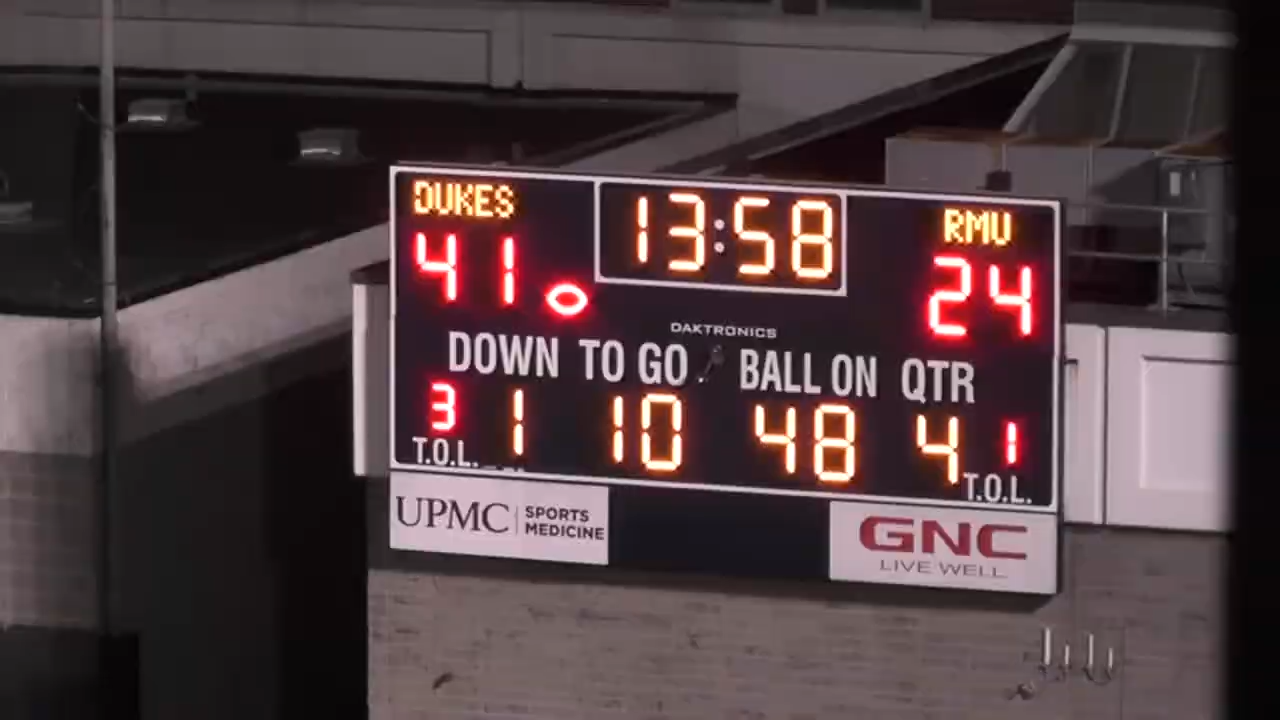 DUKES 13:58 RMU
41 24
DAKTRONICS
DOWN TO GO BALL ON QTR
3 1 10 48 4 1
T.O.L. T.O.L.
UPMC SPORTS MEDICINE
GNC
LIVE WELL